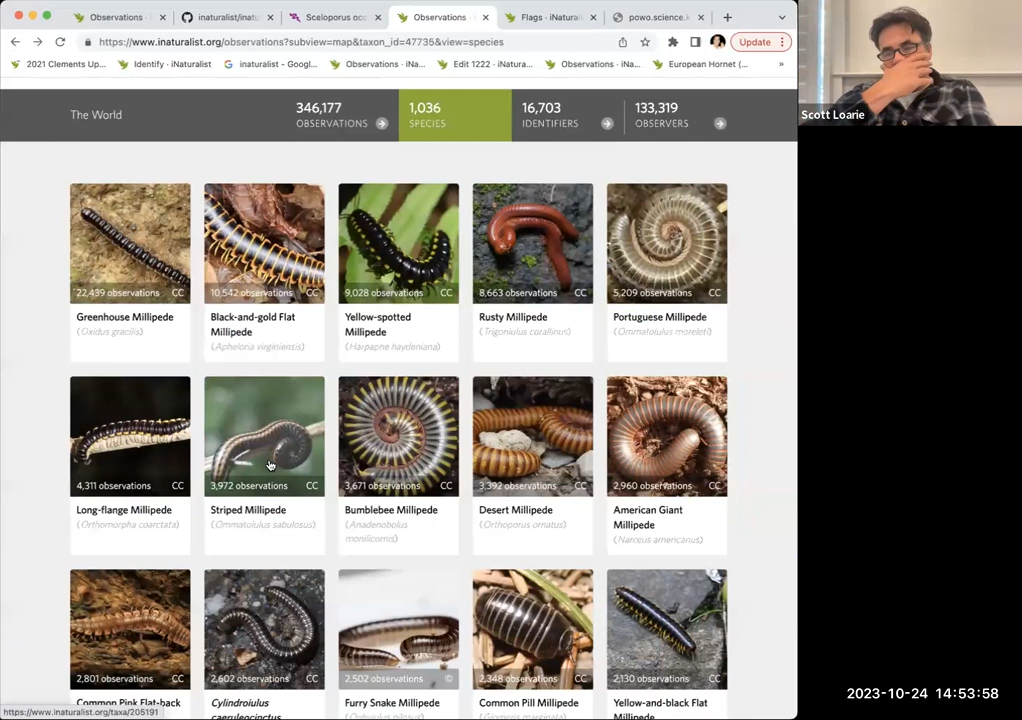 Observations ·
inaturalist/inatu
Sceloporus occ
Observations ·
Flags · iNaturali
powo.science.k
https://www.inaturalist.org/observations?subview=map&taxon_id=47735&view=species
Update
2021 Clements Up...
Identify · iNaturalist
inaturalist - Googl...
Observations · iNa...
Edit 1222 · iNatura...
Observations · iNa...
European Hornet (...
»
The World
346,177
OBSERVATIONS
1,036
SPECIES
16,703
IDENTIFIERS
133,319
OBSERVERS
Scott Loarie
22,439 observations CC
10,542 observations CC
9,028 observations CC
8,663 observations CC
5,209 observations CC
Greenhouse Millipede
(Oxidus gracilis)
Black-and-gold Flat
Millipede
(Apheloria virginiensis)
Yellow-spotted
Millipede
(Harpaphe haydeniana)
Rusty Millipede
(Trigoniulus corallinus)
Portuguese Millipede
(Ommatoiulus moreleti)
4,311 observations CC
3,972 observations CC
3,671 observations CC
3,392 observations CC
2,960 observations CC
Long-flange Millipede
(Orthomorpha coarctata)
Striped Millipede
(Ommatoiulus sabulosus)
Bumblebee Millipede
(Anadenobolus
monilicornis)
Desert Millipede
(Orthoporus ornatus)
American Giant
Millipede
(Narceus americanus)
2,801 observations CC
2,602 observations CC
2,502 observations ©
2,348 observations CC
2,130 observations CC
Common Pink Flat-back
Cylindroiulus
caeruleocinctus
Furry Snake Millipede
(Ophyiulus pilosus)
Common Pill Millipede
(Glomeris marginata)
Yellow-and-black Flat
Millipede
https://www.inaturalist.org/taxa/205191
2023-10-24 14:53:58